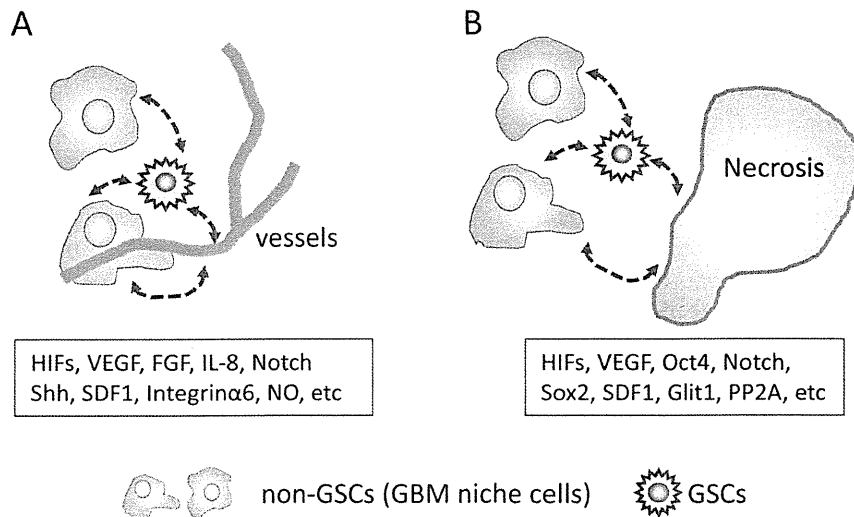 A
B
vessels
Necrosis
HIFs, VEGF, FGF, IL-8, Notch
Shh, SDF1, Integrinα6, NO, etc
HIFs, VEGF, Oct4, Notch,
Sox2, SDF1, Glit1, PP2A, etc
non-GSCs (GBM niche cells)
GSCs